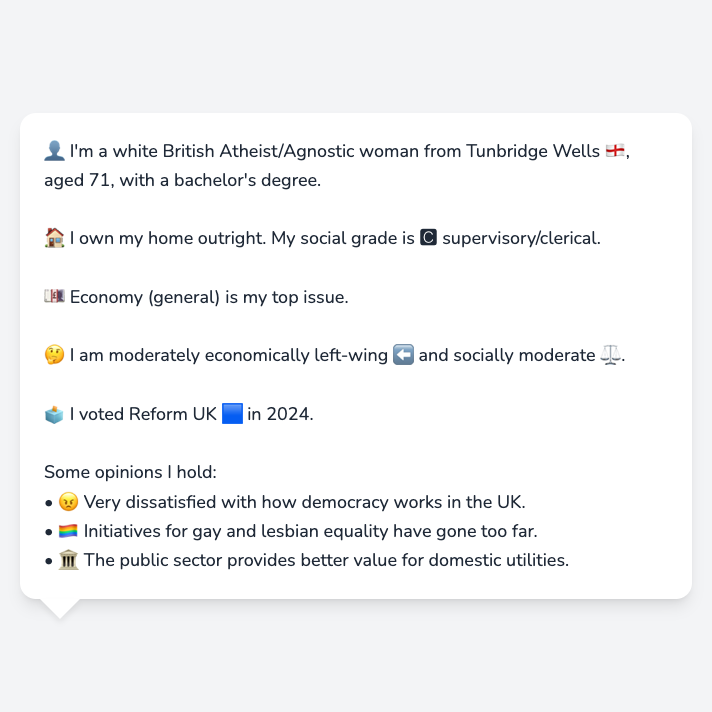 👤 I'm a white British Atheist/Agnostic woman from Tunbridge Wells 🏴󠁧󠁢󠁥󠁮󠁧󠁿,
aged 71, with a bachelor's degree.
🏠 I own my home outright. My social grade is 🅲 supervisory/clerical.
💷 Economy (general) is my top issue.
🤔 I am moderately economically left-wing ⬅️ and socially moderate ⚖️.
🗳️ I voted Reform UK 🟦 in 2024.
Some opinions I hold:
• 😠 Very dissatisfied with how democracy works in the UK.
• 🏳️‍🌈 Initiatives for gay and lesbian equality have gone too far.
• 🏛️ The public sector provides better value for domestic utilities.